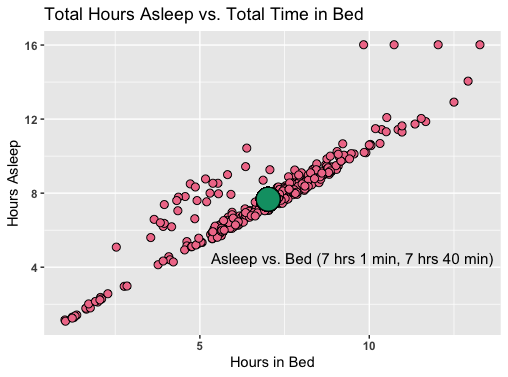 Total Hours Asleep vs. Total Time in Bed
16
12
8
4
Hours Asleep
Asleep vs. Bed (7 hrs 1 min, 7 hrs 40 min)
5
10
Hours in Bed